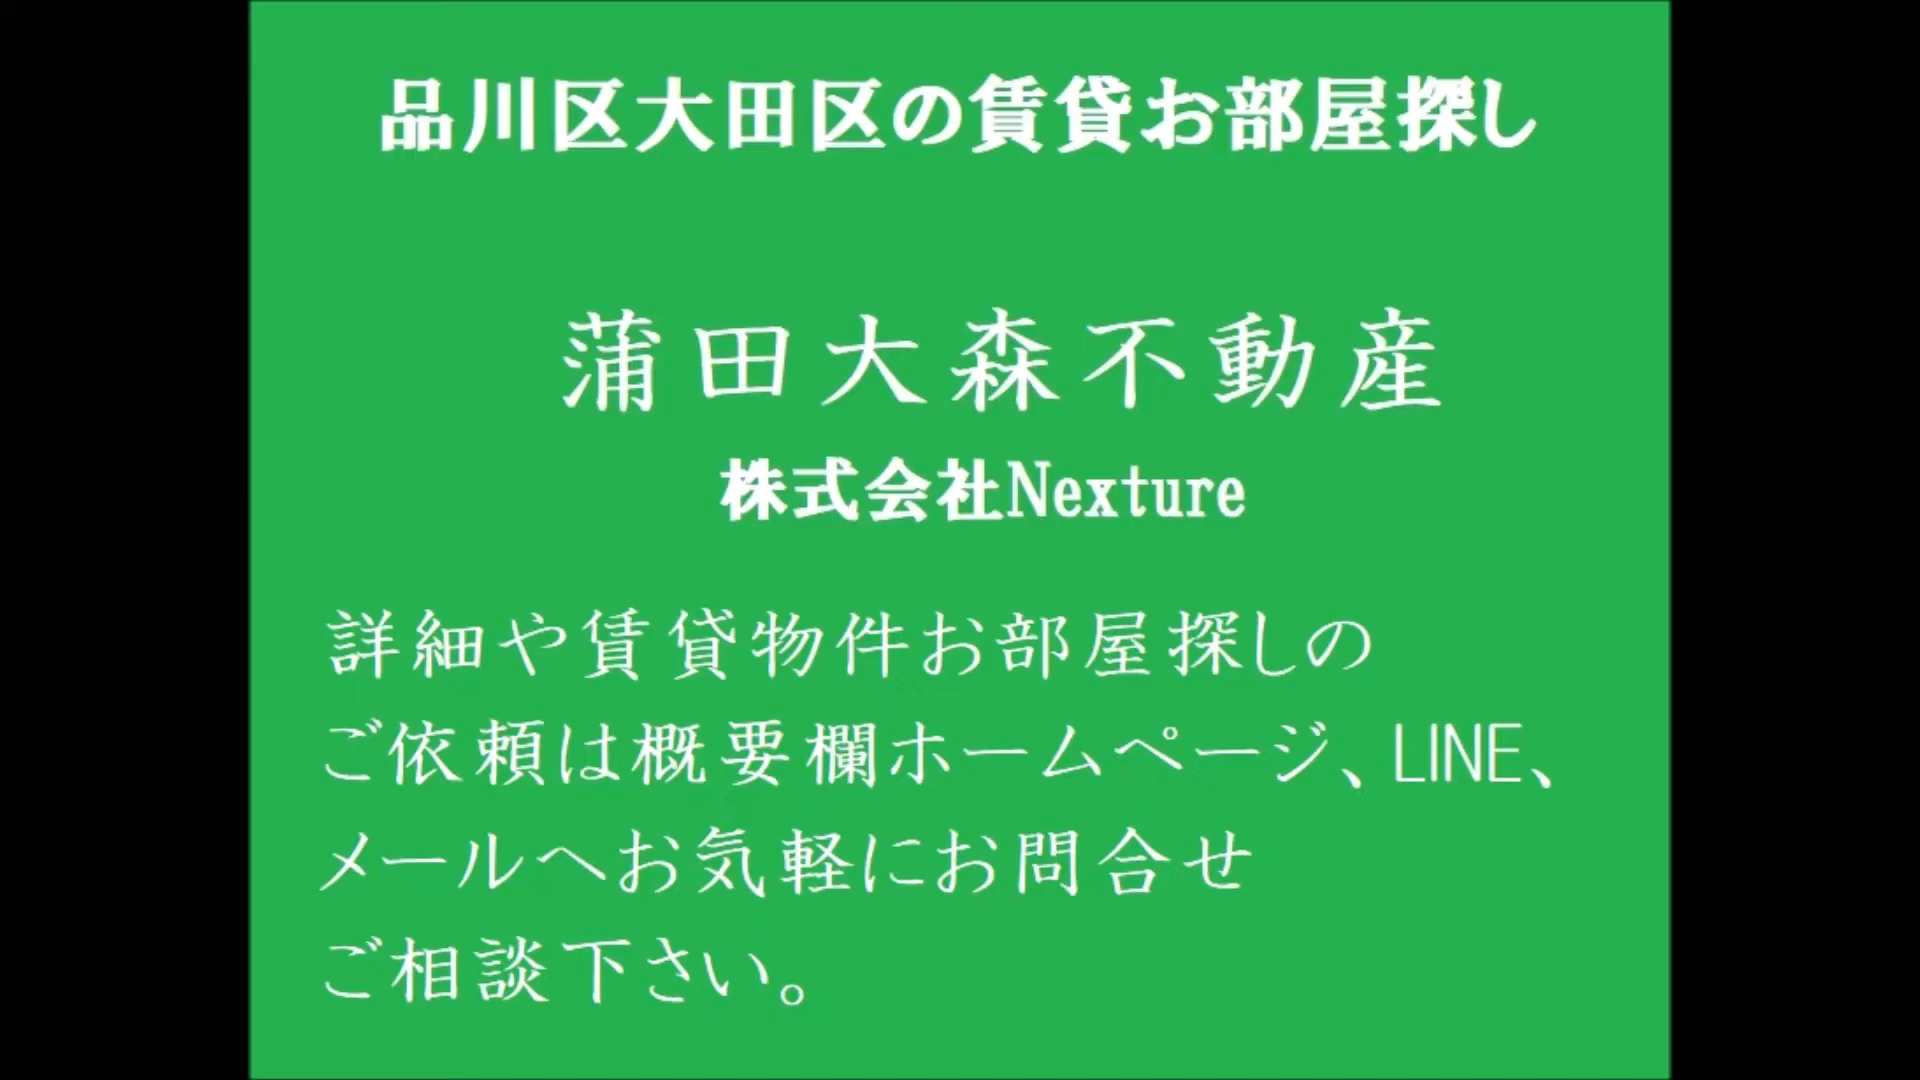 品川区大田区の賃貸お部屋探し
蒲田大森不動産
株式会社Nexture
詳細や賃貸物件お部屋探しの
ご依頼は概要欄ホームページ、LINE、
メールへお気軽にお問合せ
ご相談下さい。